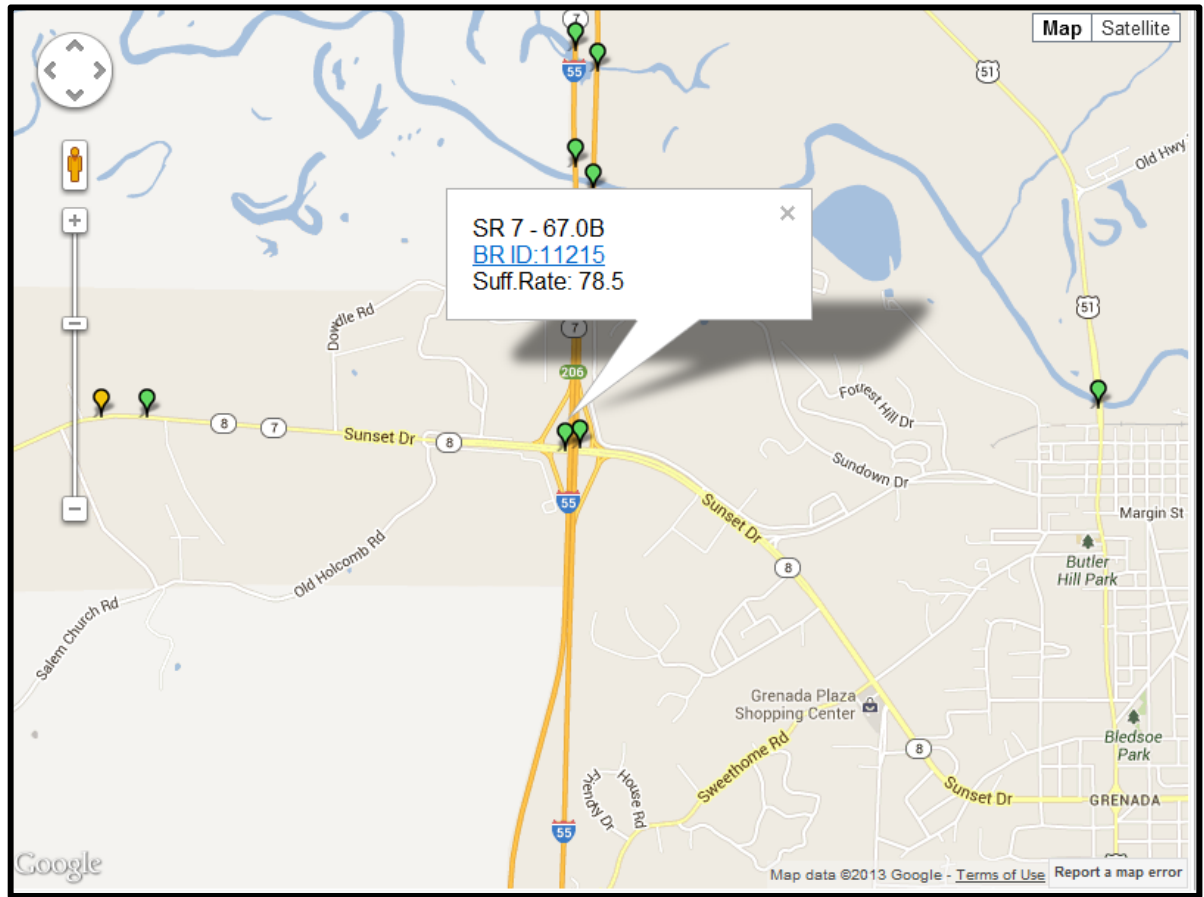 7
Map Satellite
55
51
Old Hwy
SR 7 - 67.0B
BR ID:11215
Suff.Rate: 78.5
×
Dowdle Rd
7
51
206
Forrest Hill Dr
8
7
Sunset Dr
8
Sundown Dr
55
Sunset Dr
Margin St
Old Holcomb Rd
8
Butler
Hill Park
Salem Church Rd
Grenada Plaza
Shopping Center
Bledsoe
Park
8
Sweethome Rd
Friendly Dr
House Rd
Sunset Dr
GRENADA
55
Google
Map data ©2013 Google - Terms of Use
Report a map error